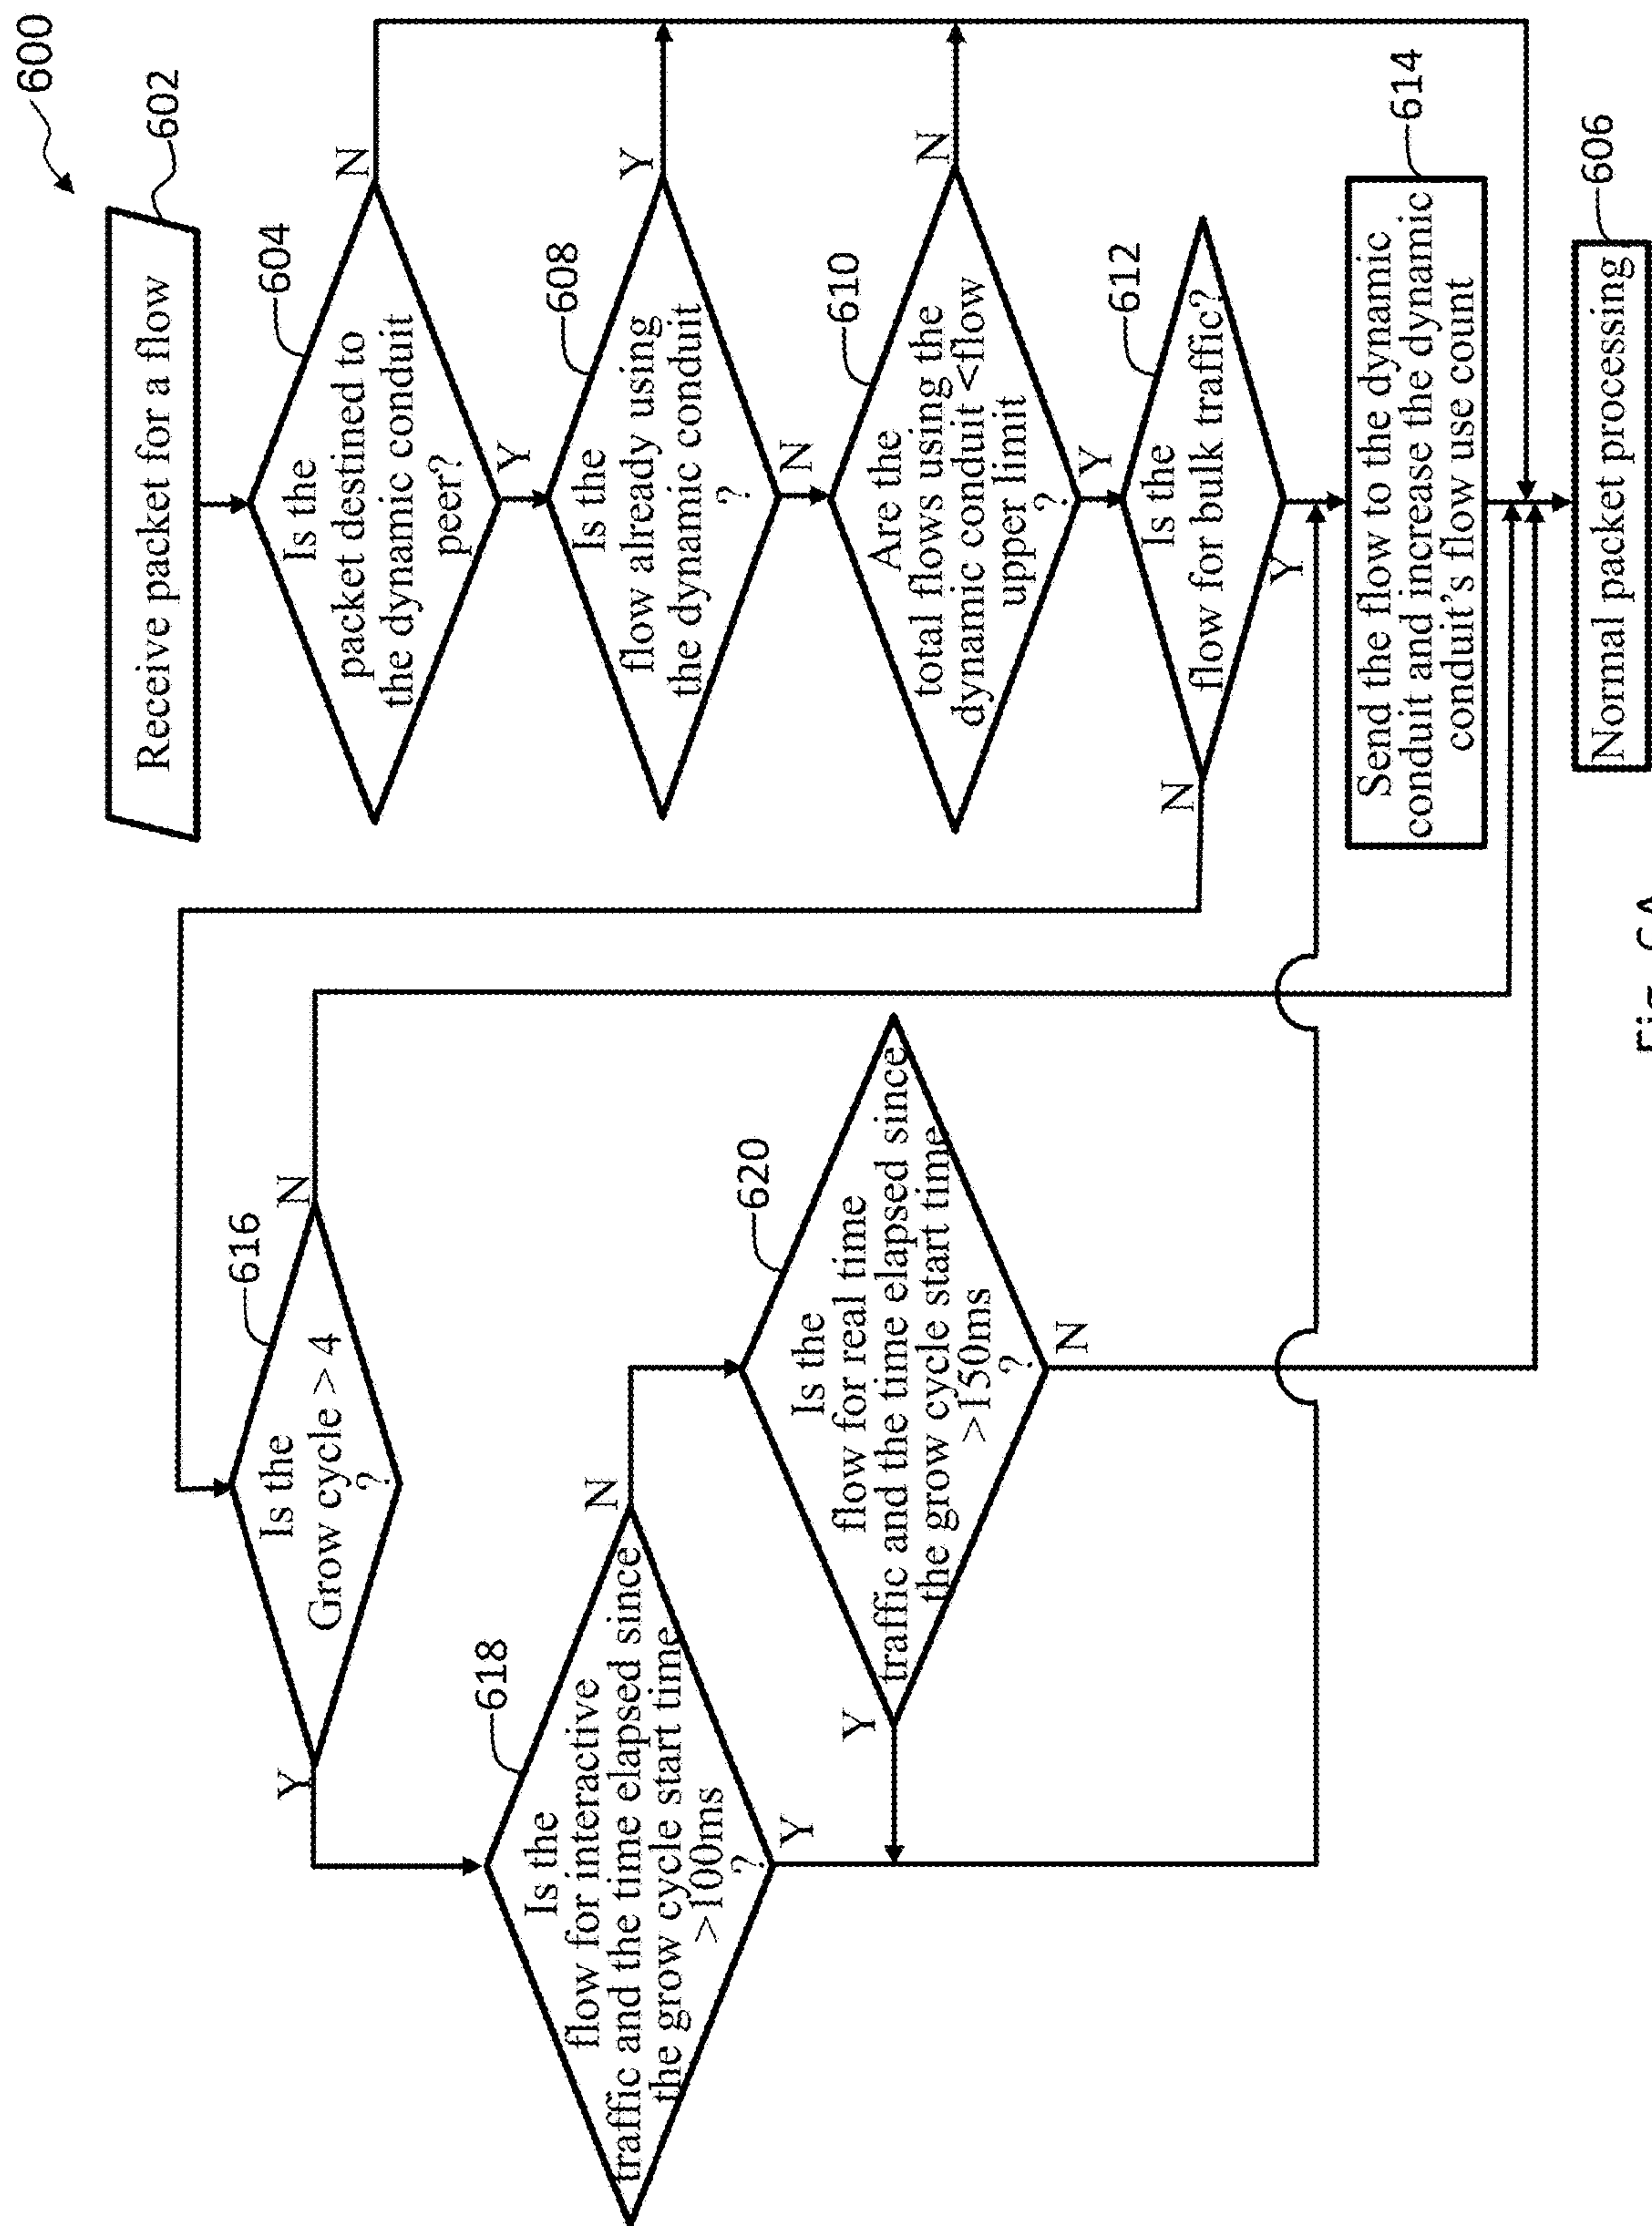 600
Receive packet for a flow
602
Is the
packet destined to
the dynamic conduit
peer?
604
N
Y
Is the
flow already using
the dynamic conduit
?
608
Y
N
Are the
total flows using the
dynamic conduit <flow
upper limit
?
610
N
Y
Is the
flow for bulk traffic?
612
N
Y
Send the flow to the dynamic
conduit and increase the dynamic
conduit's flow use count
614
Normal packet processing
606
Is the
Grow cycle > 4
?
616
N
Y
Is the
flow for interactive
traffic and the time elapsed since
the grow cycle start time
>100ms
?
618
N
Y
Is the
flow for real time
traffic and the time elapsed since
the grow cycle start time
>150ms
?
620
Y
N
Fig. 6A